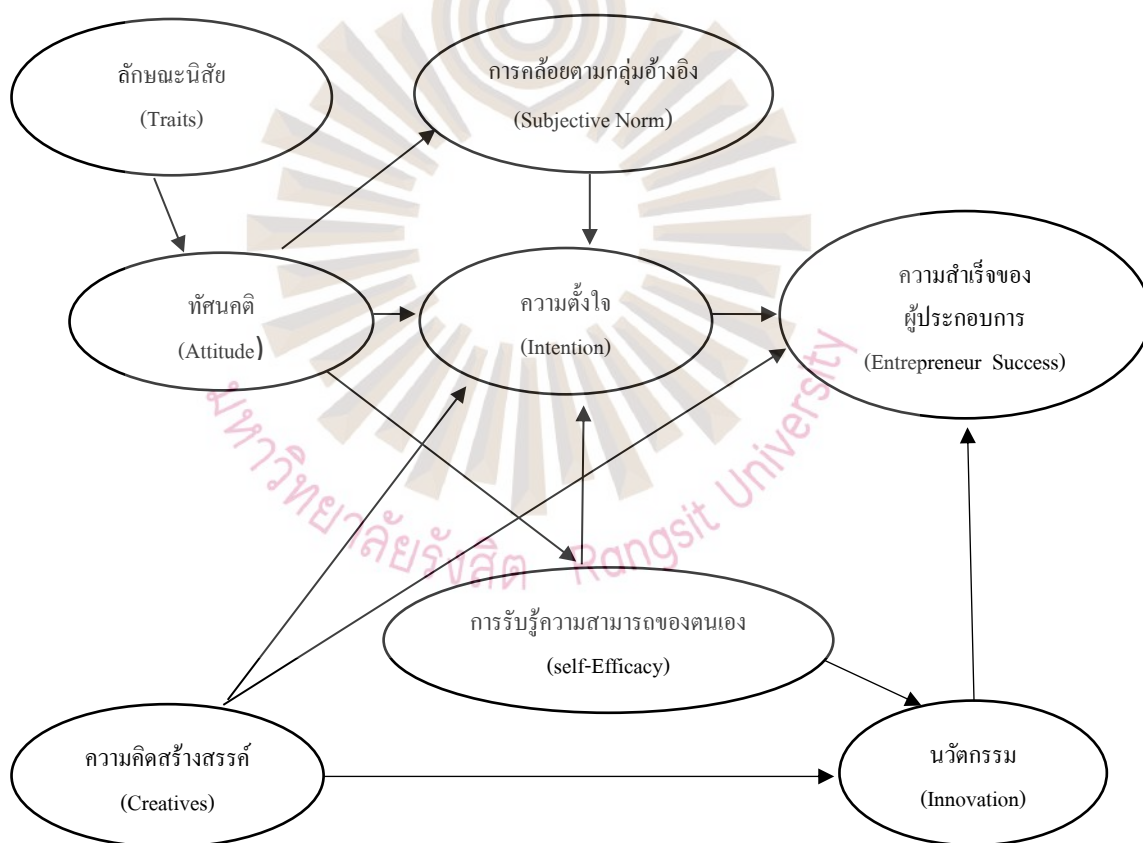 ลักษณะนิสัย
(Traits)
การคล้อยตามกลุ่มอ้างอิง
(Subjective Norm)
ทัศนคติ
(Attitude)
ความตั้งใจ
(Intention)
ความสำเร็จของ
ผู้ประกอบการ
(Entrepreneur Success)
มหาวิทยาลัยรังสิต Rangsit University
การรับรู้ความสามารถของตนเอง
(self-Efficacy)
ความคิดสร้างสรรค์
(Creatives)
นวัตกรรม
(Innovation)